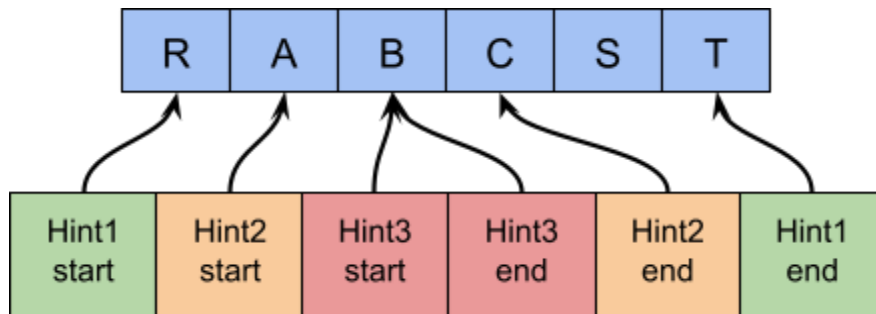 R A B C S T
Hint1 Hint2 Hint3 Hint3 Hint2 Hint1
start start start end end end